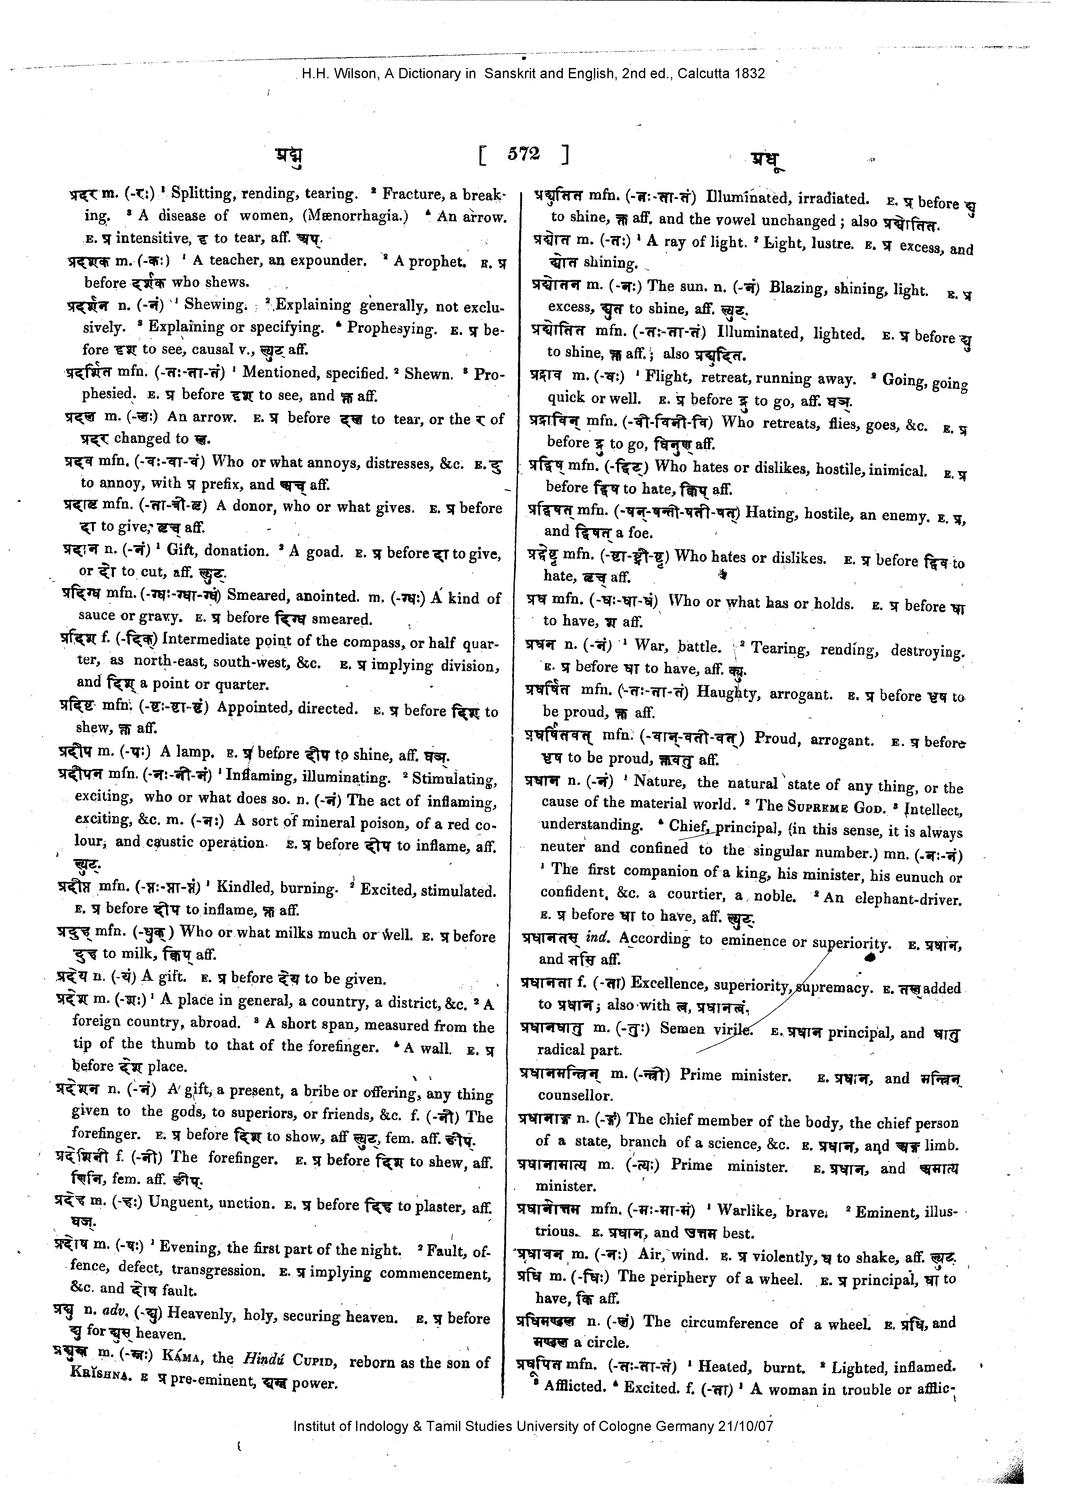 H.H. Wilson, A Dictionary in Sanskrit and English, 2nd ed., Calcutta 1832
प्रद्यु [ 572 ] प्रधू
प्रदर m. (-रः) ¹ Splitting, rending, tearing. ² Fracture, a break-
ing. ³ A disease of women, (Mænorrhagia.) ⁴ An arrow.
E. प्र intensitive, दृ to tear, aff. अप्.
प्रदर्शक m. (-कः) ¹ A teacher, an expounder. ² A prophet. E. प्र
before दर्शक who shews.
प्रदर्शन n. (-नं) ¹ Shewing. ² Explaining generally, not exclu-
sively. ³ Explaining or specifying. ⁴ Prophesying. E. प्र be-
fore दृश to see, causal v., ल्युट् aff.
प्रदर्शित mfn. (-तः-ता-तं) ¹ Mentioned, specified. ² Shewn. ³ Pro-
phesied. E. प्र before दृश to see, and क्त aff.
प्रदल m. (-लः) An arrow. E. प्र before दल to tear, or the र of
प्रदर changed to ल.
प्रदव mfn. (-वः-वा-वं) Who or what annoys, distresses, &c. E. दु
to annoy, with प्र prefix, and अच् aff.
प्रदातृ mfn. (-ता-त्री-तृ) A donor, who or what gives. E. प्र before
दा to give, तृच् aff.
प्रदान n. (-नं) ¹ Gift, donation. ² A goad. E. प्र before दा to give,
or दो to cut, aff. ल्युट्.
प्रदिग्ध mfn. (-ग्धः-ग्धा-ग्धं) Smeared, anointed. m. (-ग्धः) A kind of
sauce or gravy. E. प्र before दिग्ध smeared.
प्रदिश् f. (-दिक्) Intermediate point of the compass, or half quar-
ter, as north-east, south-west, &c. E. प्र implying division,
and दिश् a point or quarter.
प्रदिष्ट mfn. (-ष्टः-ष्टा-ष्टं) Appointed, directed. E. प्र before दिश् to
shew, क्त aff.
प्रदीप m. (-पः) A lamp. E. प्र before दीप to shine, aff. घञ्.
प्रदीपन mfn. (-नः-नी-नं) ¹ Inflaming, illuminating. ² Stimulating,
exciting, who or what does so. n. (-नं) The act of inflaming,
exciting, &c. m. (-नः) A sort of mineral poison, of a red co-
lour, and caustic operation. E. प्र before दीप to inflame, aff.
ल्युट्.
प्रदीप्त mfn. (-प्तः-प्ता-प्तं) ¹ Kindled, burning. ² Excited, stimulated.
E. प्र before दीप to inflame, क्त aff.
प्रदुह् mfn. (-धुक्) Who or what milks much or well. E. प्र before
दुह to milk, क्विप् aff.
प्रदेय n. (-यं) A gift. E. प्र before देय to be given.
प्रदेश m. (-शः) ¹ A place in general, a country, a district, &c. ² A
foreign country, abroad. ³ A short span, measured from the
tip of the thumb to that of the forefinger. ⁴ A wall. E. प्र
before देश place.
प्रदेशन n. (-नं) A gift, a present, a bribe or offering, any thing
given to the gods, to superiors, or friends, &c. f. (-नी) The
forefinger. E. प्र before दिश to show, aff ल्युट्, fem. aff. ङीप्.
प्रदेशिनी f. (-नी) The forefinger. E. प्र before दिश to shew, aff.
णिनि, fem. aff. ङीप्.
प्रदेह m. (-हः) Unguent, unction. E. प्र before दिह to plaster, aff.
घञ्.
प्रदोष m. (-षः) ¹ Evening, the first part of the night. ² Fault, of-
fence, defect, transgression. E. प्र implying commencement,
&c. and दोष fault.
प्रद्यु n. adv. (-द्यु) Heavenly, holy, securing heaven. E. प्र before
द्यु for द्युस् heaven.
प्रद्युम्न m. (-म्नः) KÁMA, the Hindú CUPID, reborn as the son of
KRĬSHNA. E प्र pre-eminent, द्युम्न power.
प्रद्युतित mfn. (-तः-ता-तं) Illuminated, irradiated. E. प्र before द्यु
to shine, क्त aff. and the vowel unchanged ; also प्रद्योतित.
प्रद्योत m. (-तः) ¹ A ray of light. ² Light, lustre. E. प्र excess, and
द्योत shining.
प्रद्योतन m. (-नः) The sun. n. (-नं) Blazing, shining, light. E. प्र
excess, द्युत to shine, aff. ल्युट्.
प्रद्योतित mfn. (-तः-ता-तं) Illuminated, lighted. E. प्र before द्यु
to shine, क्त aff. ; also प्रद्युदित.
प्रद्राव m. (-वः) ¹ Flight, retreat, running away. ² Going, going
quick or well. E. प्र before द्रु to go, aff. घञ्.
प्रद्राविन् mfn. (-वी-विनी-वि) Who retreats, flies, goes, &c. E. प्र
before द्रु to go, घिनुण् aff.
प्रद्विष् mfn. (-द्विट्) Who hates or dislikes, hostile, inimical. E. प्र
before द्विष to hate, क्विप् aff.
प्रद्विषत् mfn. (-षन्-षन्ती-षती-षत्) Hating, hostile, an enemy. E. प्र,
and द्विषत् a foe.
प्रद्वेष्टृ mfn. (-ष्टा-ष्ट्री-ष्टृ) Who hates or dislikes. E. प्र before द्विष to
hate, तृच् aff.
प्रध mfn. (-धः-धा-धं) Who or what has or holds. E. प्र before धा
to have, श aff.
प्रधन n. (-नं) ¹ War, battle. ² Tearing, rending, destroying.
E. प्र before धा to have, aff. क्यु.
प्रधर्षित mfn. (-तः-ता-तं) Haughty, arrogant. E. प्र before धृष to
be proud, क्त aff.
प्रधर्षितवत् mfn. (-वान्-वती-वत्) Proud, arrogant. E. प्र before
धृष to be proud, क्तवतु aff.
प्रधान n. (-नं) ¹ Nature, the natural state of any thing, or the
cause of the material world. ² The SUPREME GOD. ³ Intellect,
understanding. ⁴ Chief, principal, (in this sense, it is always
neuter and confined to the singular number.) mn. (-नः-नं)
¹ The first companion of a king, his minister, his eunuch or
confident, &c. a courtier, a noble. ² An elephant-driver.
E. प्र before धा to have, aff. ल्युट्.
प्रधानतस् ind. According to eminence or superiority. E. प्रधान,
and तसि aff.
प्रधानता f. (-ता) Excellence, superiority, supremacy. E. तल् added
to प्रधान; also with त्व, प्रधानत्वं.
प्रधानधातु m. (-तुः) Semen virile. E. प्रधान principal, and धातु
radical part.
प्रधानमन्त्रिन् m. (-न्त्री) Prime minister. E. प्रधान, and मन्त्रिन्
counsellor.
प्रधानाङ्ग n. (-ङ्गं) The chief member of the body, the chief person
of a state, branch of a science, &c. E. प्रधान, and अङ्ग limb.
प्रधानामात्य m. (-त्यः) Prime minister. E. प्रधान, and अमात्य
minister.
प्रधानोत्तम mfn. (-मः-मा-मं) ¹ Warlike, brave. ² Eminent, illus-
trious. E. प्रधान, and उत्तम best.
प्रधावन m. (-नः) Air, wind. E. प्र violently, ध to shake, aff. ल्युट्.
प्रधि m. (-धिः) The periphery of a wheel. E. प्र principal, धा to
have, कि aff.
प्रधिमण्डल n. (-लं) The circumference of a wheel. E. प्रधि, and
मण्डल a circle.
प्रधूपित mfn. (-तः-ता-तं) ¹ Heated, burnt. ² Lighted, inflamed.
³ Afflicted. ⁴ Excited. f. (-ता) ¹ A woman in trouble or afflic-
Institut of Indology & Tamil Studies University of Cologne Germany 21/10/07